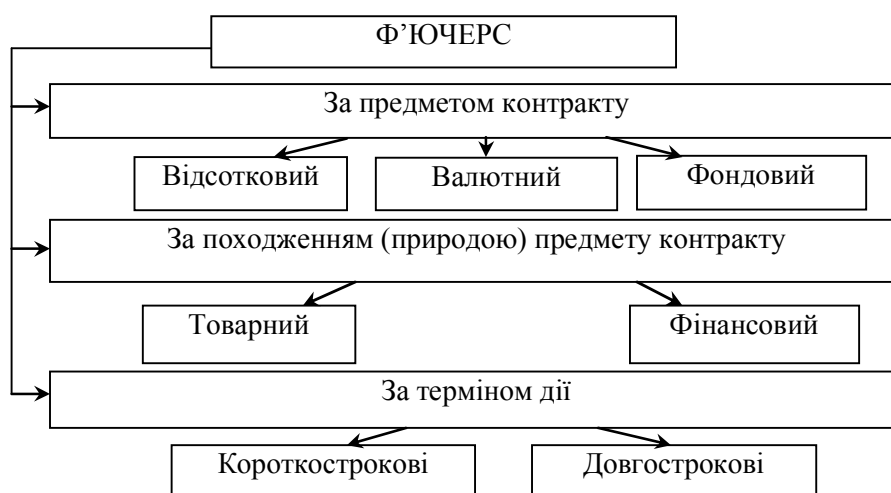 Ф’ЮЧЕРС
За предметом контракту
Відсотковий
Валютний
Фондовий
За походженням (природою) предмету контракту
Товарний
Фінансовий
За терміном дії
Короткострокові
Довгострокові